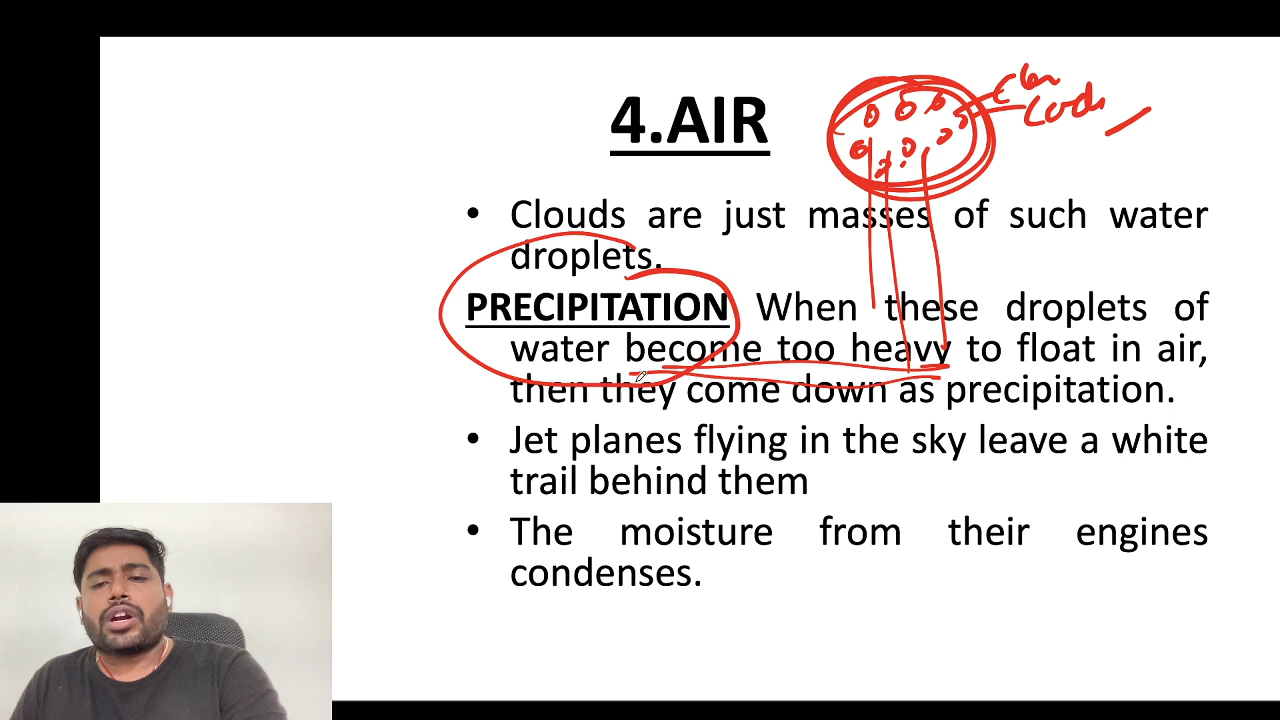 4.AIR
• Clouds are just masses of such water
droplets.
PRECIPITATION When these droplets of
water become too heavy to float in air,
then they come down as precipitation.
• Jet planes flying in the sky leave a white
trail behind them
• The moisture from their engines
condenses.